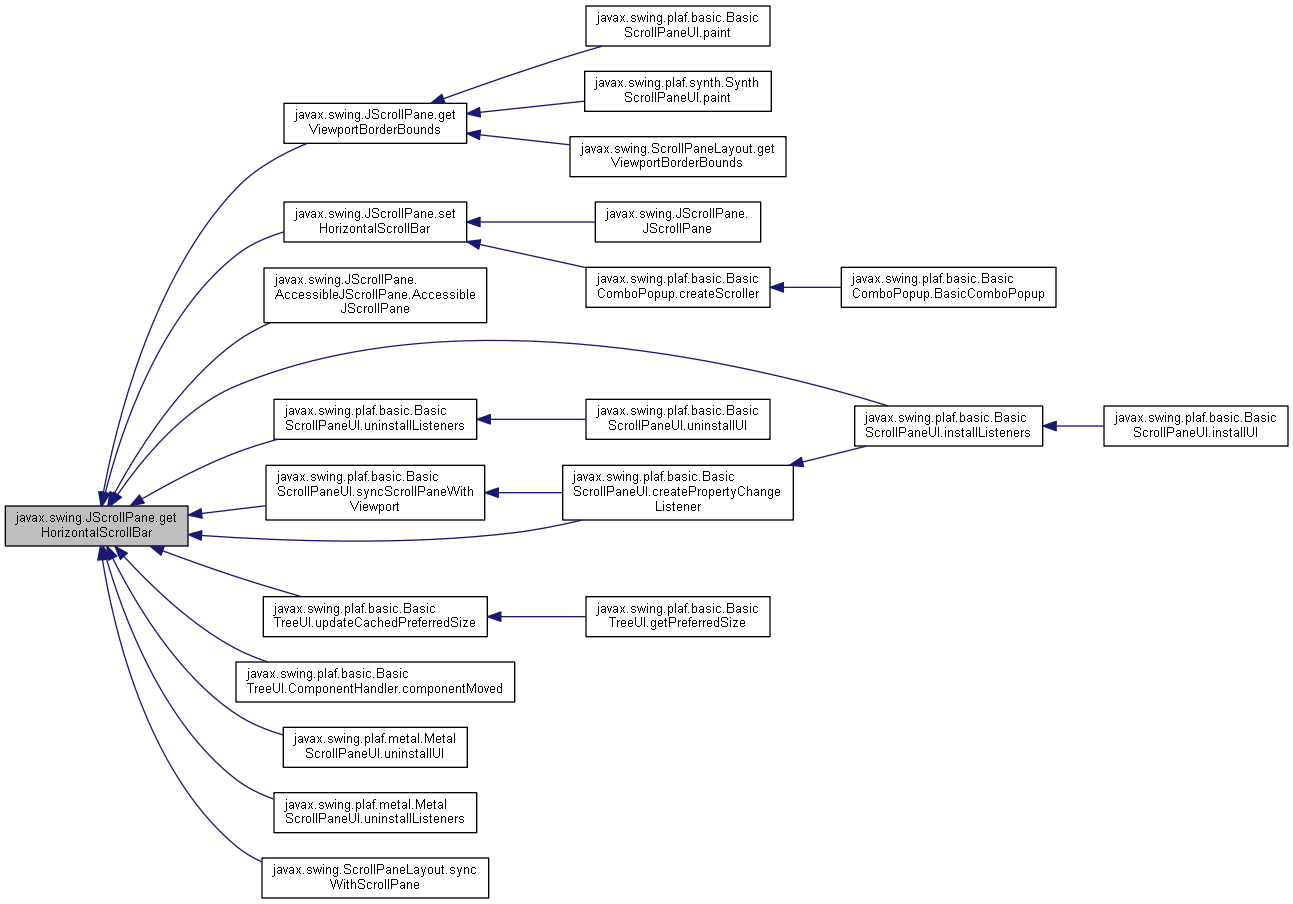 javax.swing.plaf.basic.Basic
ScrollPaneUI.paint
javax.swing.plaf.synth.Synth
ScrollPaneUI.paint
javax.swing.JScrollPane.get
ViewportBorderBounds
javax.swing.ScrollPaneLayout.get
ViewportBorderBounds
javax.swing.JScrollPane.set
HorizontalScrollBar
javax.swing.JScrollPane.
JScrollPane
javax.swing.JScrollPane.
AccessibleJScrollPane.Accessible
JScrollPane
javax.swing.plaf.basic.Basic
ComboPopup.createScroller
javax.swing.plaf.basic.Basic
ComboPopup.BasicComboPopup
javax.swing.plaf.basic.Basic
ScrollPaneUI.uninstallListeners
javax.swing.plaf.basic.Basic
ScrollPaneUI.uninstallUI
javax.swing.plaf.basic.Basic
ScrollPaneUI.installListeners
javax.swing.plaf.basic.Basic
ScrollPaneUI.installUI
javax.swing.plaf.basic.Basic
ScrollPaneUI.syncScrollPaneWith
Viewport
javax.swing.plaf.basic.Basic
ScrollPaneUI.createPropertyChange
Listener
javax.swing.JScrollPane.get
HorizontalScrollBar
javax.swing.plaf.basic.Basic
TreeUI.updateCachedPreferredSize
javax.swing.plaf.basic.Basic
TreeUI.getPreferredSize
javax.swing.plaf.basic.Basic
TreeUI.ComponentHandler.componentMoved
javax.swing.plaf.metal.Metal
ScrollPaneUI.uninstallUI
javax.swing.plaf.metal.Metal
ScrollPaneUI.uninstallListeners
javax.swing.ScrollPaneLayout.sync
WithScrollPane